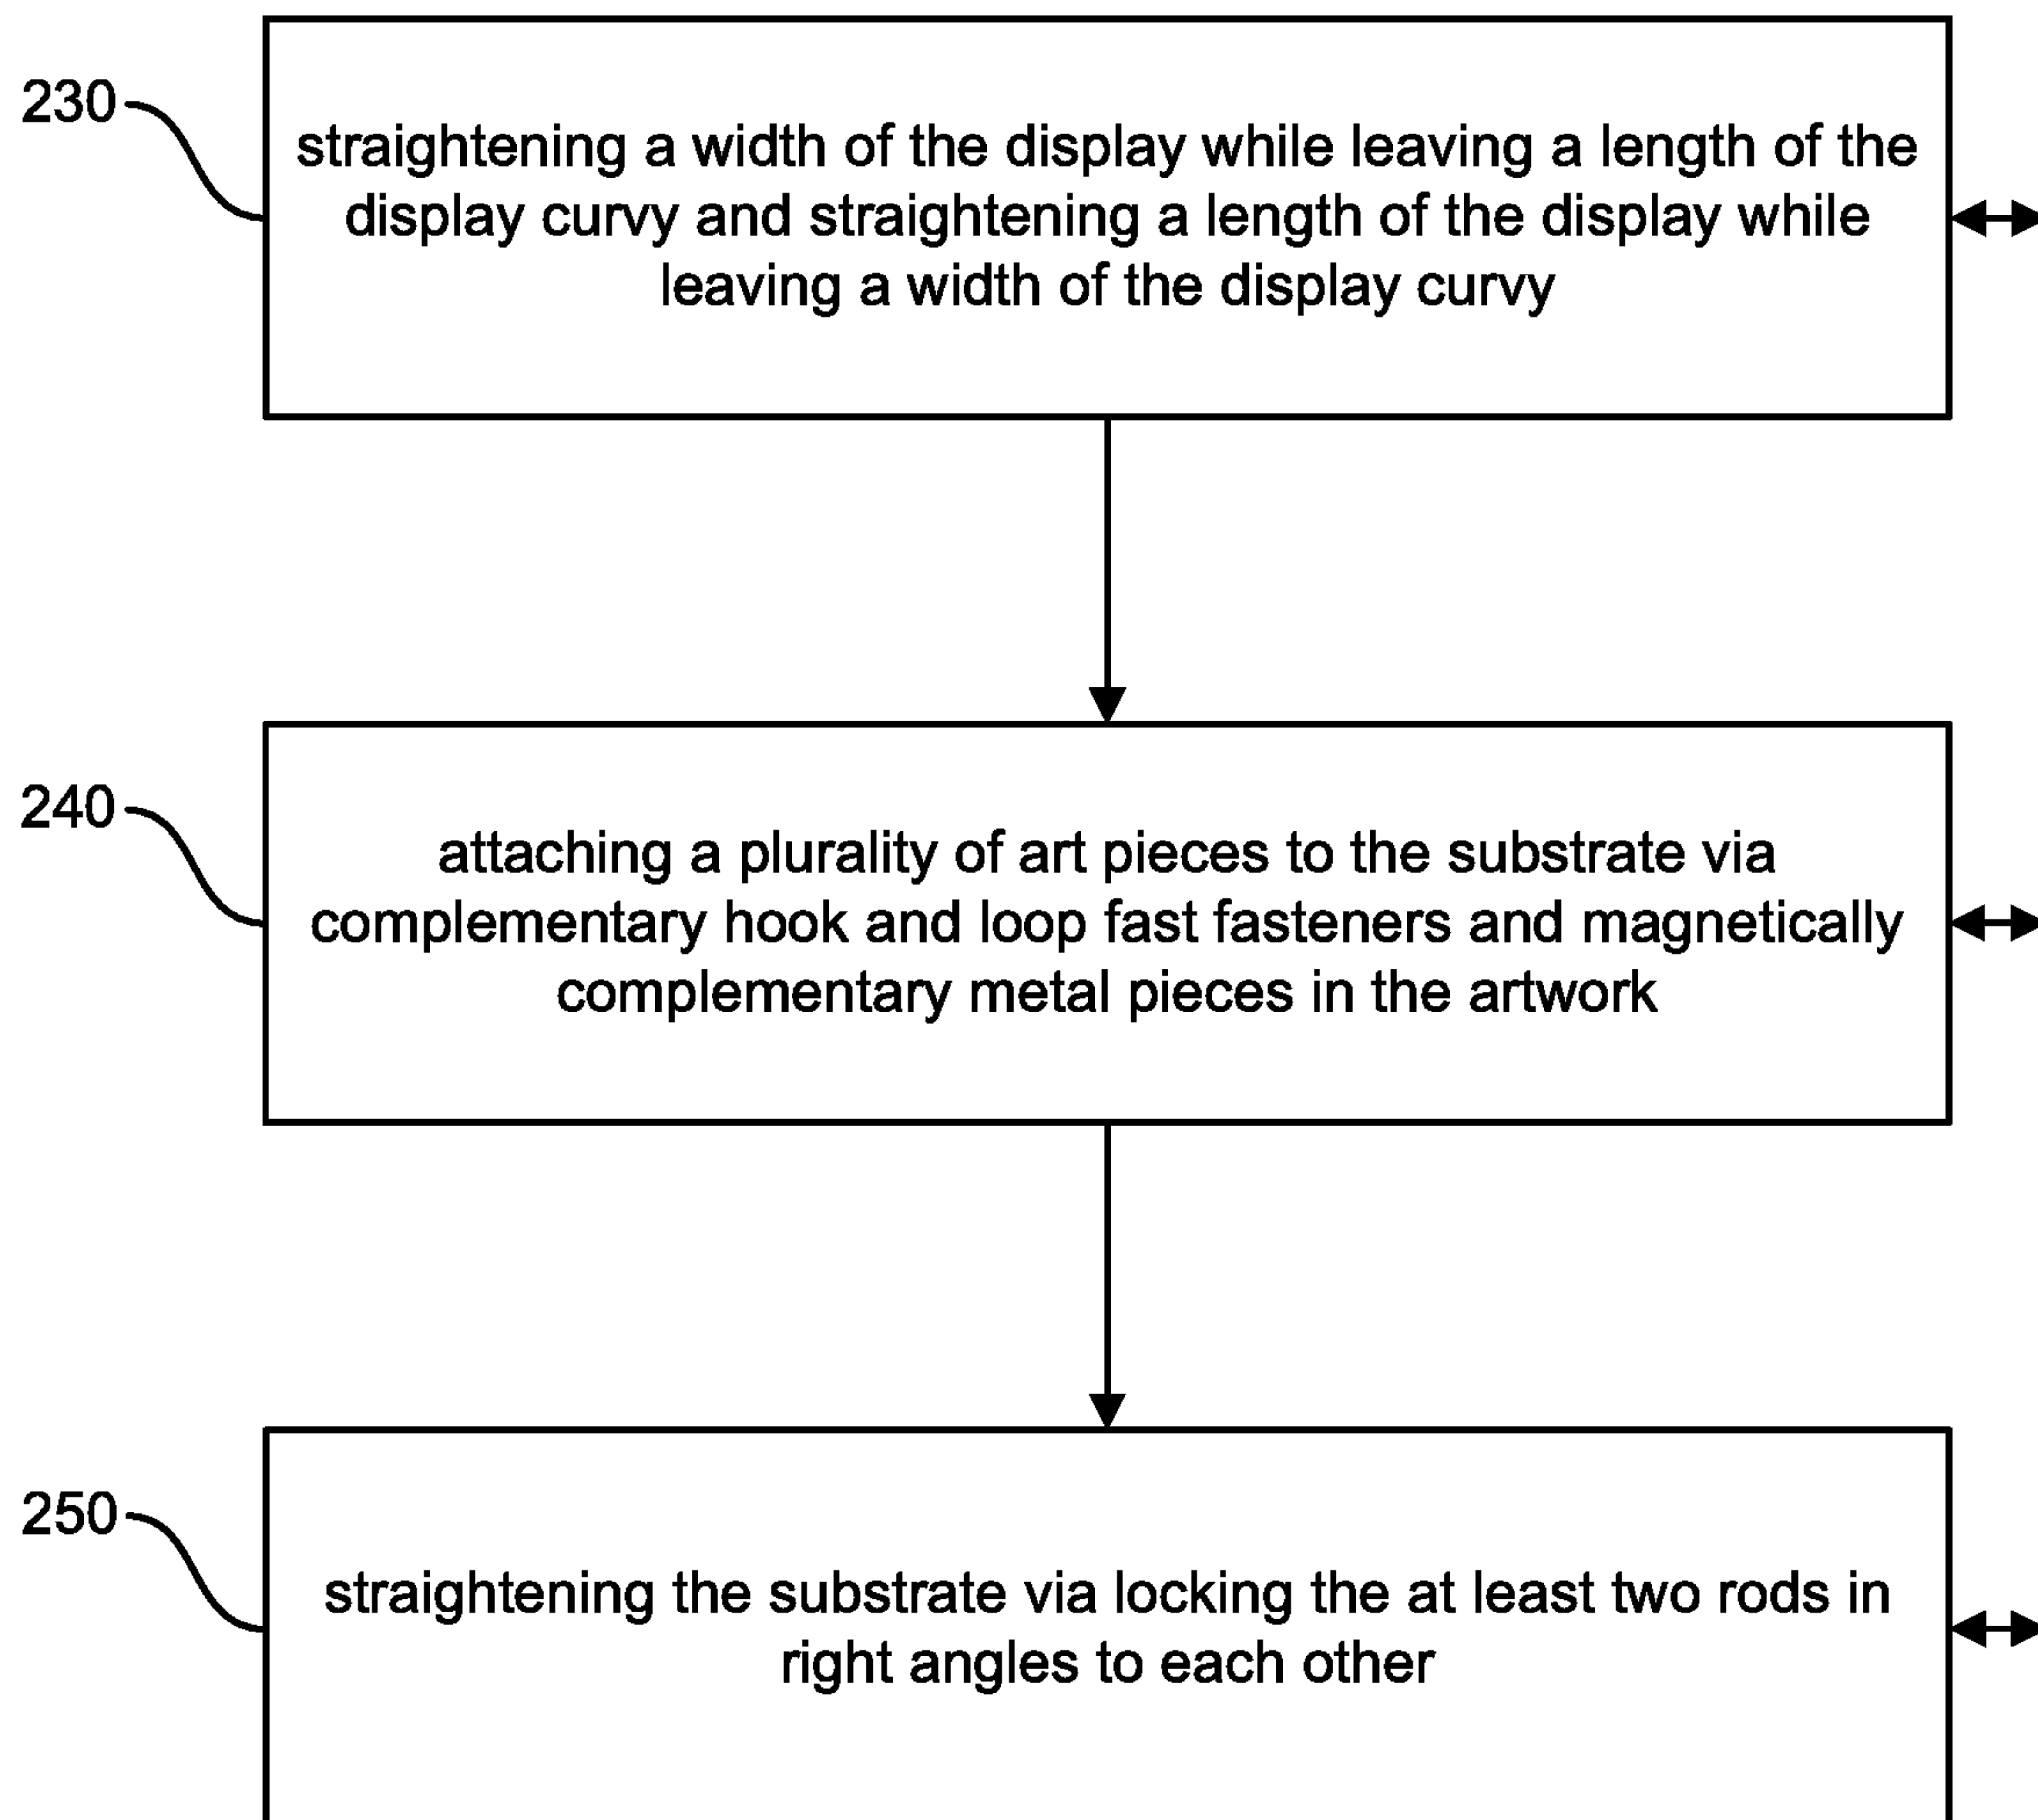 230
straightening a width of the display while leaving a length of the
display curvy and straightening a length of the display while
leaving a width of the display curvy
240
attaching a plurality of art pieces to the substrate via
complementary hook and loop fast fasteners and magnetically
complementary metal pieces in the artwork
250
straightening the substrate via locking the at least two rods in
right angles to each other